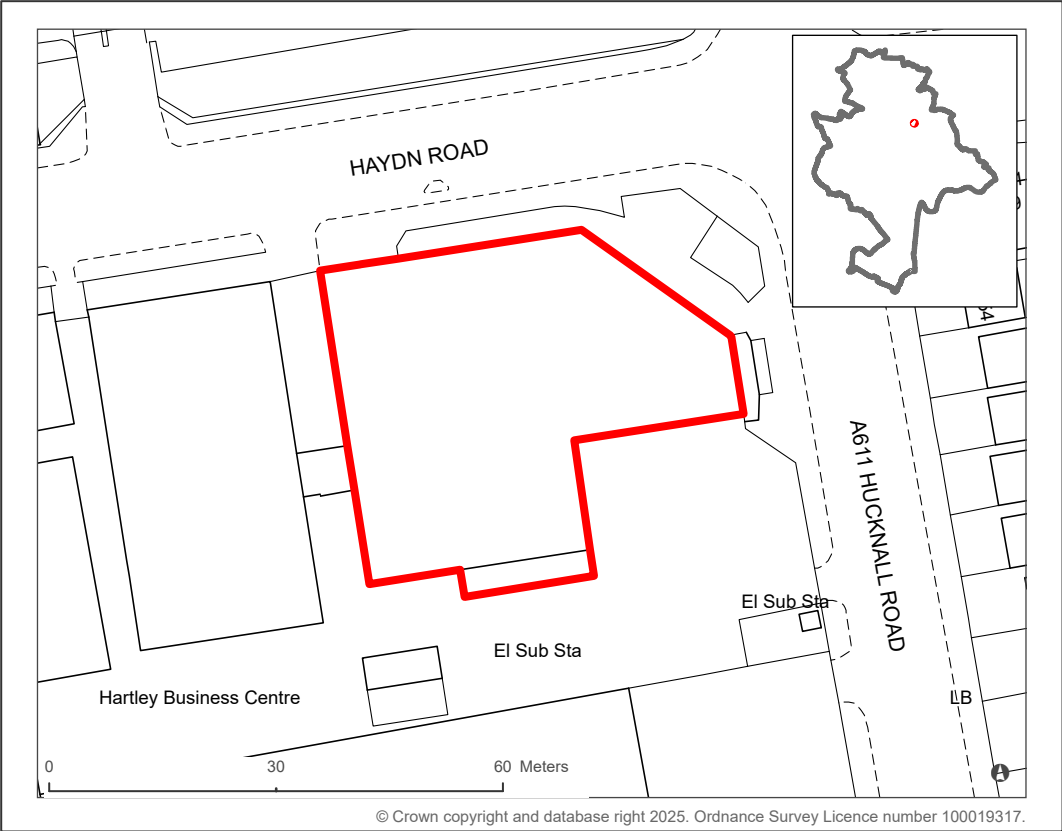 HAYDN ROAD
A611 HUCKNALL ROAD
El Sub Sta
El Sub Sta
Hartley Business Centre
LB
0 30 60 Meters
© Crown copyright and database right 2025. Ordnance Survey Licence number 100019317.